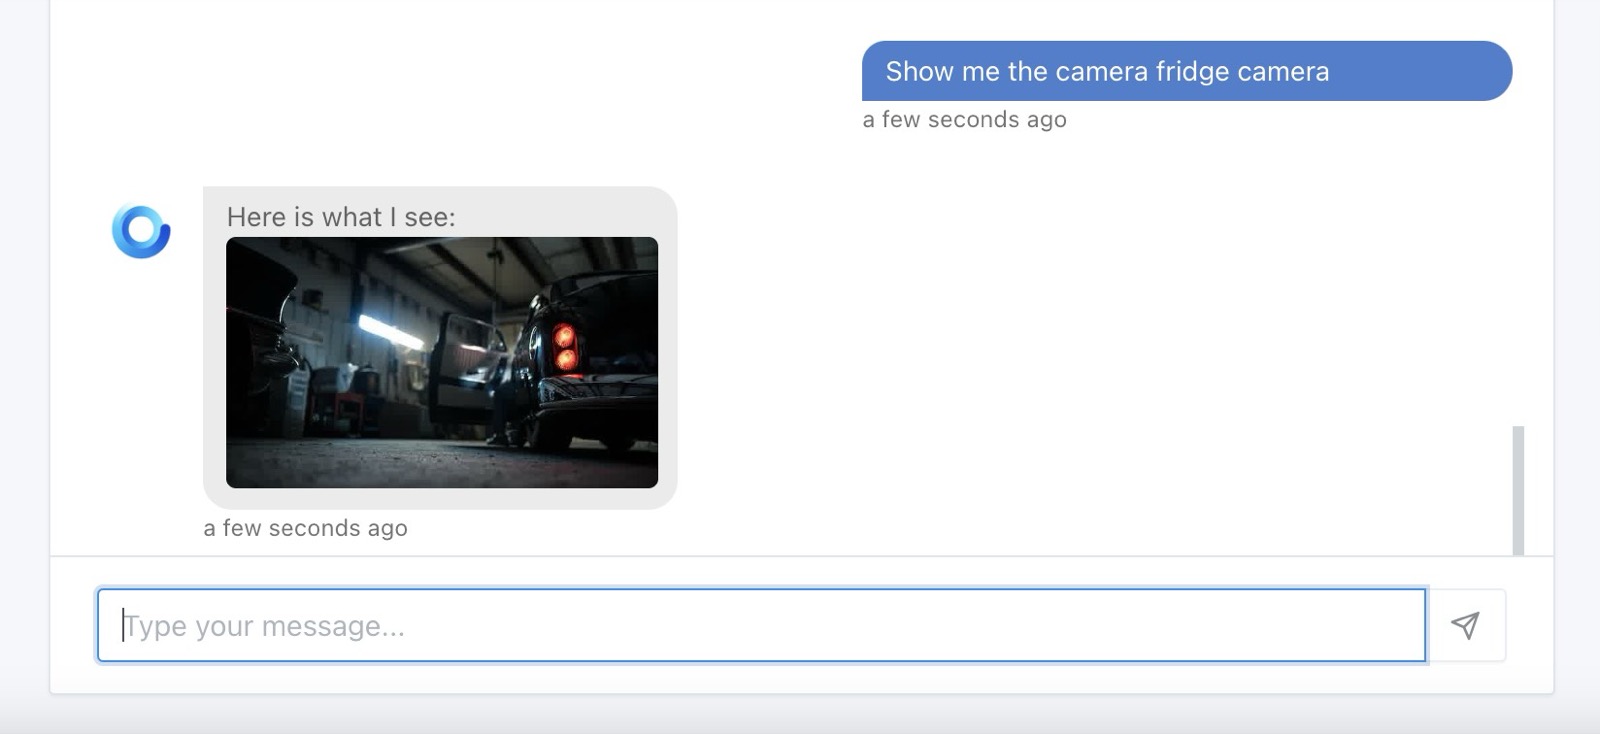 Show me the camera fridge camera
a few seconds ago
Here is what I see:
a few seconds ago
Type your message...